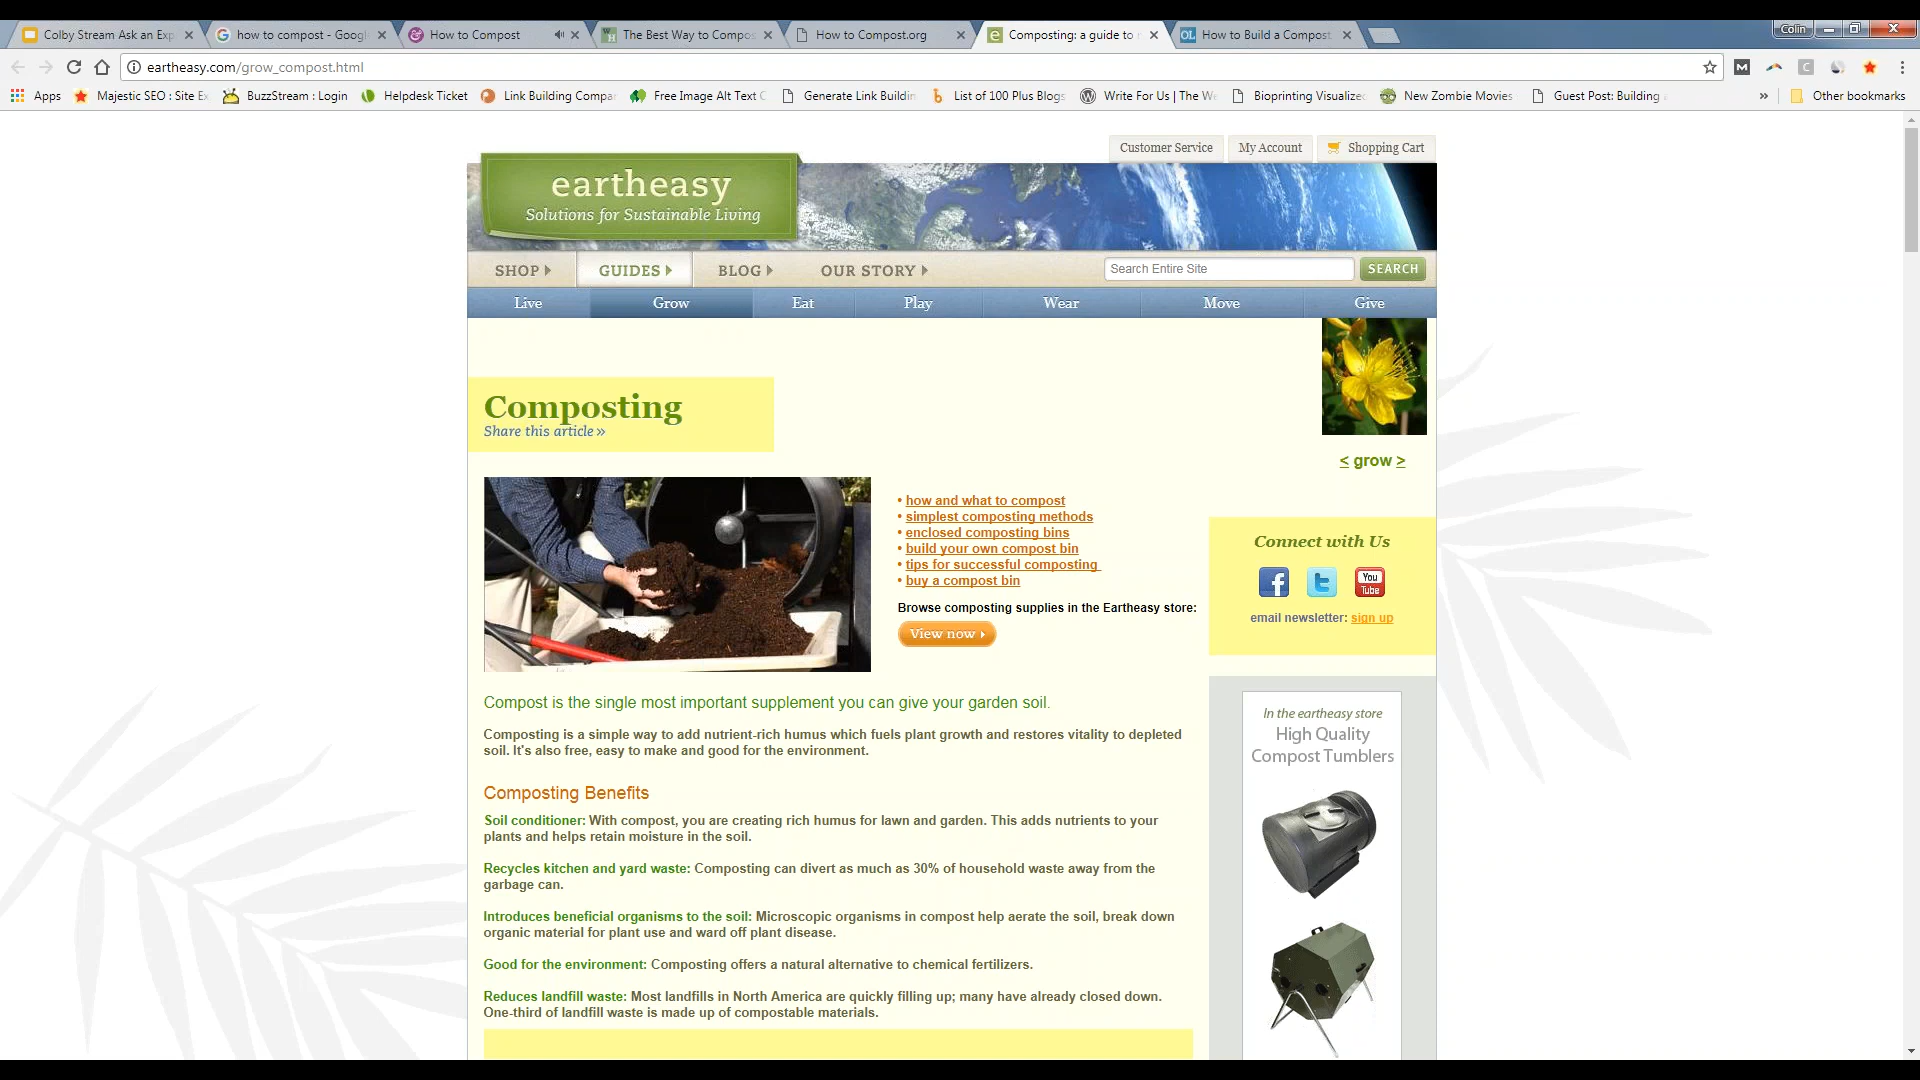 Colby Stream Ask an Exp
how to compost - Googl
How to Compost
The Best Way to Compos
How to Compost.org
Composting: a guide to
How to Build a Compost
Colin
eartheasy.com/grow_compost.html
Apps
Majestic SEO : Site Ex
BuzzStream : Login
Helpdesk Ticket
Link Building Compa
Free Image Alt Text C
Generate Link Buildin
List of 100 Plus Blogs
Write For Us | The We
Bioprinting Visualize
New Zombie Movies
Guest Post: Building
»
Other bookmarks
Customer Service
My Account
Shopping Cart
eartheasy
Solutions for Sustainable Living
SHOP
GUIDES
BLOG
OUR STORY
Search Entire Site
SEARCH
Live
Grow
Eat
Play
Wear
Move
Give
Composting
Share this article »
< grow >
• how and what to compost
• simplest composting methods
• enclosed composting bins
• build your own compost bin
• tips for successful composting
• buy a compost bin
Browse composting supplies in the Eartheasy store:
View now
Connect with Us
You
Tube
email newsletter: sign up
Compost is the single most important supplement you can give your garden soil.
Composting is a simple way to add nutrient-rich humus which fuels plant growth and restores vitality to depleted
soil. It's also free, easy to make and good for the environment.
Composting Benefits
Soil conditioner: With compost, you are creating rich humus for lawn and garden. This adds nutrients to your
plants and helps retain moisture in the soil.
Recycles kitchen and yard waste: Composting can divert as much as 30% of household waste away from the
garbage can.
Introduces beneficial organisms to the soil: Microscopic organisms in compost help aerate the soil, break down
organic material for plant use and ward off plant disease.
Good for the environment: Composting offers a natural alternative to chemical fertilizers.
Reduces landfill waste: Most landfills in North America are quickly filling up; many have already closed down.
One-third of landfill waste is made up of compostable materials.
In the eartheasy store
High Quality
Compost Tumblers